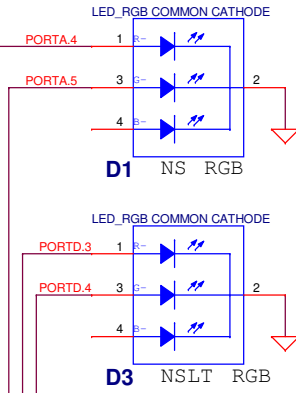 LED_RGB COMMON CATHODE
PORTA.4 1 R-
PORTA.5 3 G- 2
4 B-
D1 NS RGB
LED_RGB COMMON CATHODE
PORTD.3 1 R-
PORTD.4 3 G- 2
4 B-
D3 NSLT RGB